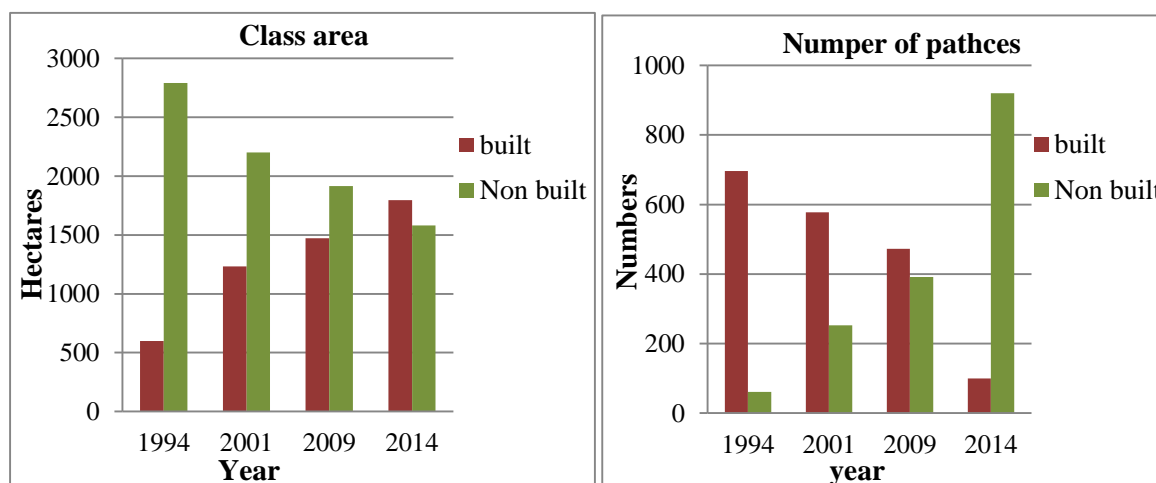 Class area
3000
2500
2000
1500
1000
500
0
Hectares
1994 2001 2009 2014
Year
built
Non built
Numper of pathces
1000
800
600
400
200
0
Numbers
1994 2001 2009 2014
year
built
Non built